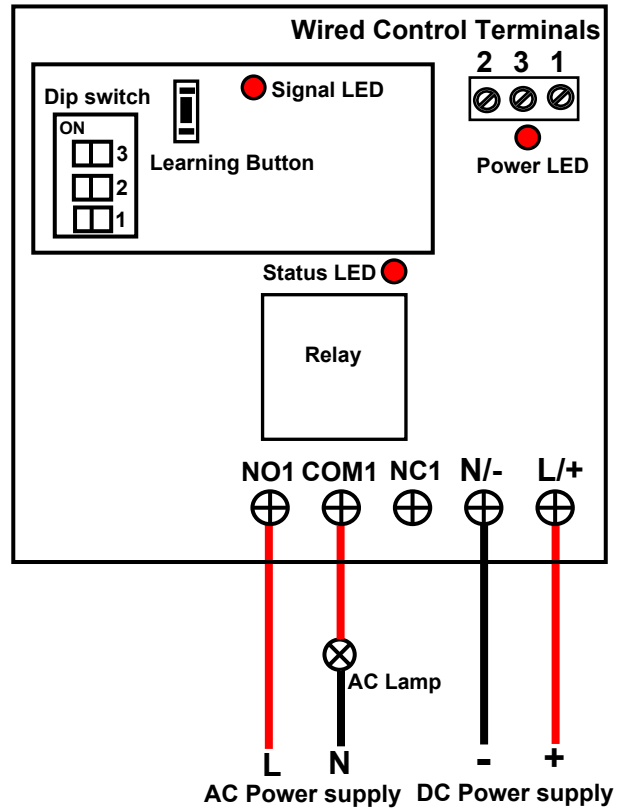 Wired Control Terminals
2 3 1
Power LED
Signal LED
Dip switch
ON
3
2
1
Learning Button
Status LED
Relay
NO1 COM1 NC1 N/- L/+
AC Lamp
L N - +
AC Power supply DC Power supply